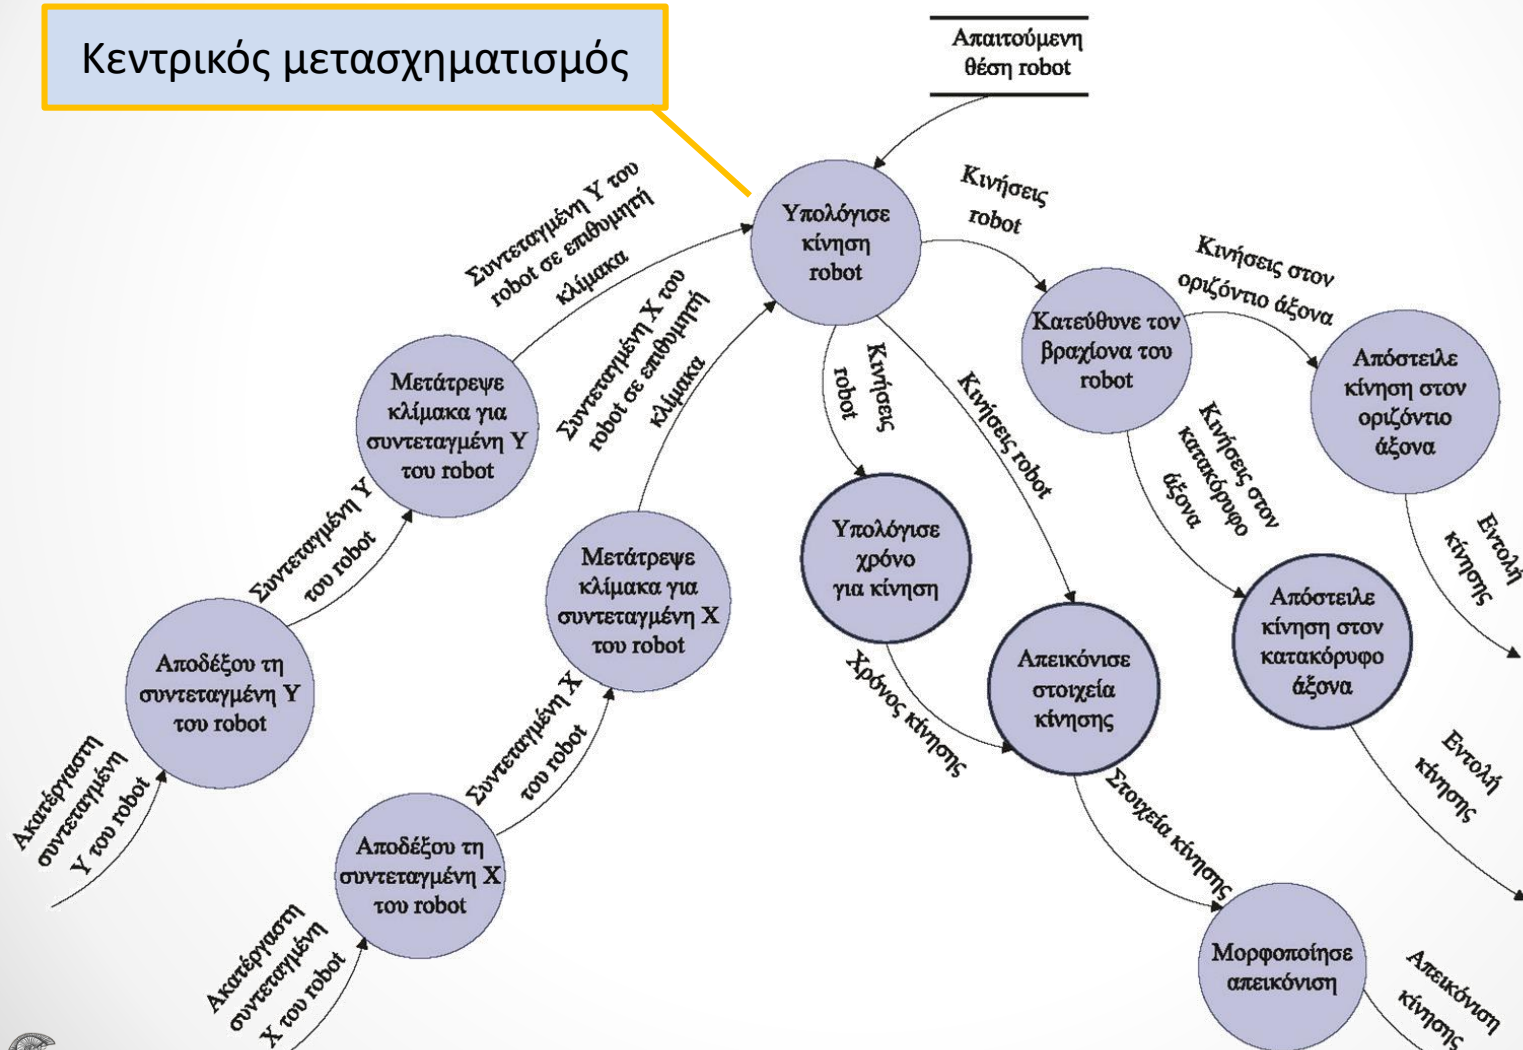 Κεντρικός μετασχηματισμός
Απαιτούμενη
θέση robot
Υπολόγισε
κίνηση
robot
Κινήσεις
robot
Συντεταγμένη Υ του
robot σε επιθυμητή
κλίμακα
Συντεταγμένη Χ του
robot σε επιθυμητή
κλίμακα
Κινήσεις στον
οριζόντιο άξονα
Κατεύθυνε τον
βραχίονα του
robot
Απόστειλε
κίνηση στον
οριζόντιο
άξονα
Μετάτρεψε
κλίμακα για
συντεταγμένη Υ
του robot
Κινήσεις
robot
Κινήσεις robot
Κινήσεις στον
κατακόρυφο
άξονα
Συντεταγμένη Υ
του robot
Μετάτρεψε
κλίμακα για
συντεταγμένη Χ
του robot
Υπολόγισε
χρόνο
για κίνηση
Εντολή
κίνησης
Απόστειλε
κίνηση στον
κατακόρυφο
άξονα
Αποδέξου τη
συντεταγμένη Υ
του robot
Απεικόνισε
στοιχεία
κίνησης
Συντεταγμένη Χ
του robot
Χρόνος κίνησης
Εντολή
κίνησης
Ακατέργαστη
συντεταγμένη
Υ του robot
Στοιχεία κίνησης
Αποδέξου τη
συντεταγμένη Χ
του robot
Ακατέργαστη
συντεταγμένη
Χ του robot
Μορφοποίησε
απεικόνιση
Απεικόνιση
κίνησης